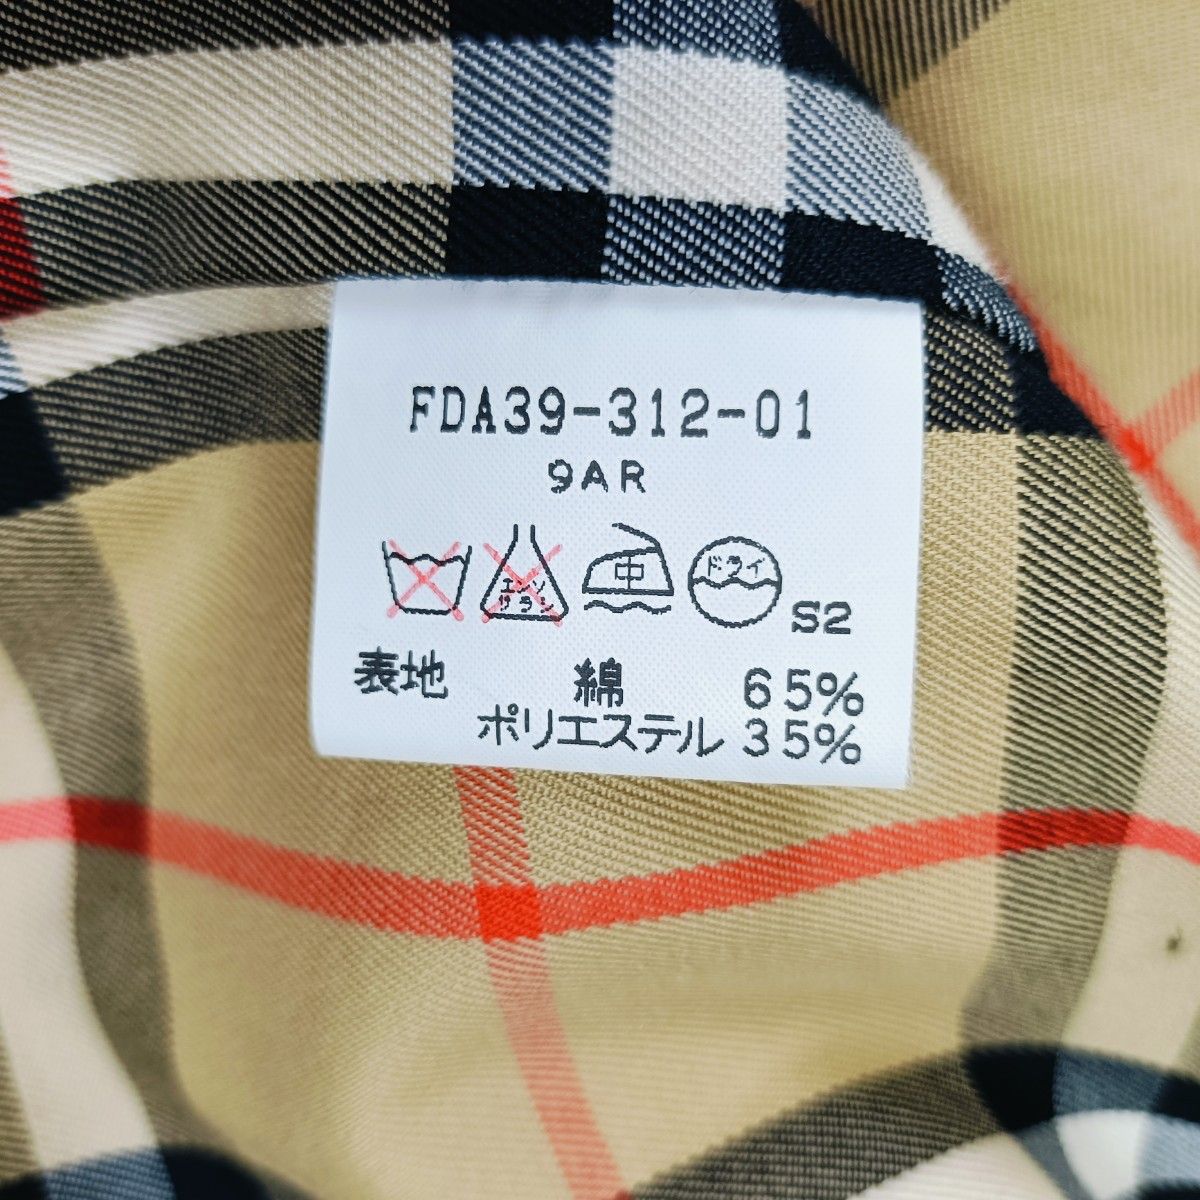 FDA39-312-01
9AR
エンソ
サラシ
中
ドライ
S2
表地 綿 65%
ポリエステル 35%